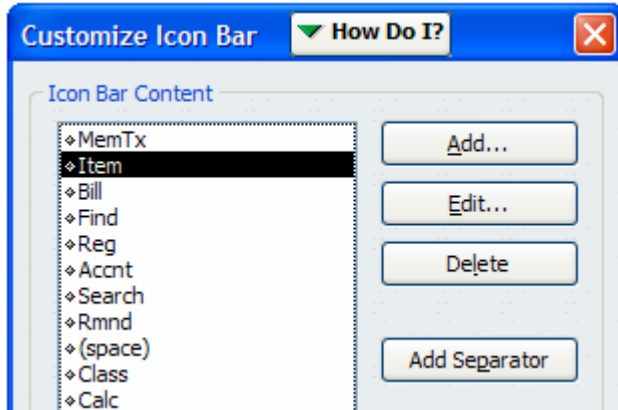 Customize Icon Bar
How Do I?
Icon Bar Content
MemTx
Item
Bill
Find
Reg
Accnt
Search
Rmnd
(space)
Class
Calc
Add...
Edit...
Delete
Add Separator